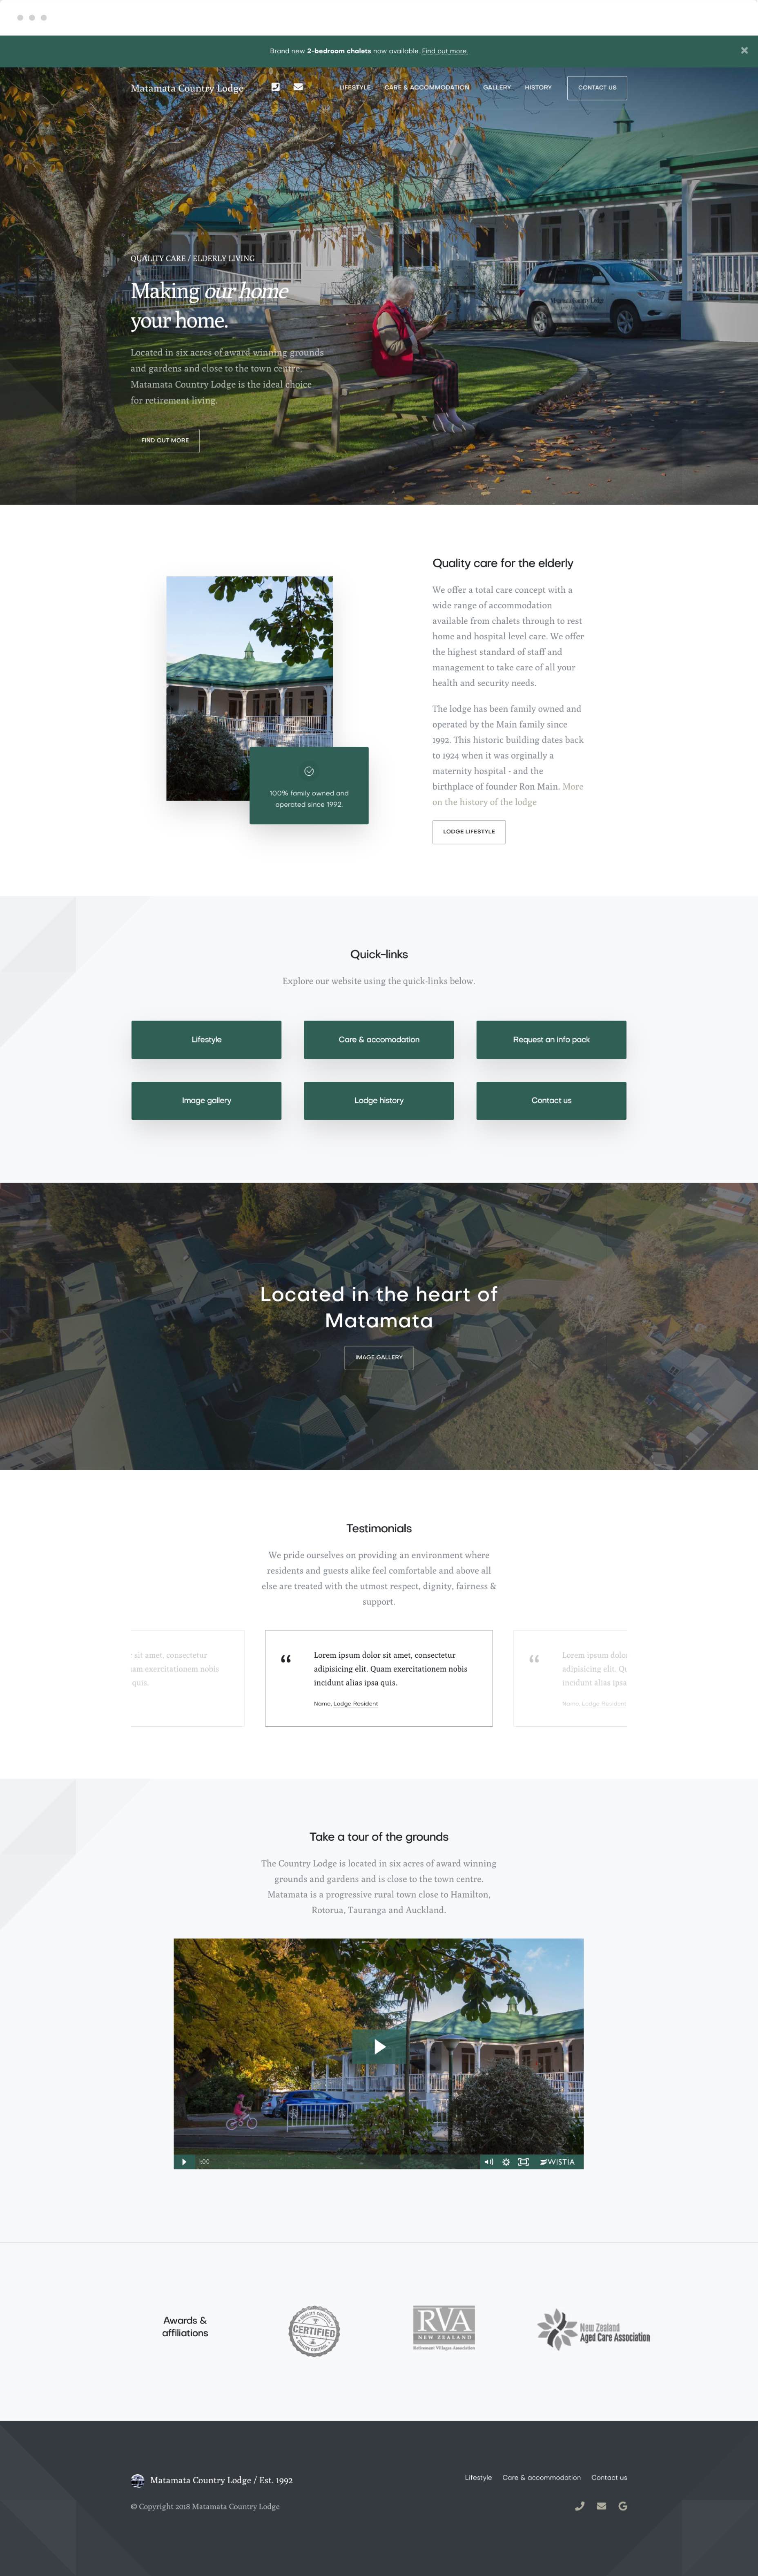 Brand new 2-bedroom chalets now available. Find out more.
Matamata Country Lodge
LIFESTYLE
CARE & ACCOMMODATION
GALLERY
HISTORY
CONTACT US
QUALITY CARE / ELDERLY LIVING
Making our home
your home.
Located in six acres of award winning grounds
and gardens and close to the town centre,
Matamata Country Lodge is the ideal choice
for retirement living.
FIND OUT MORE
Quality care for the elderly
We offer a total care concept with a
wide range of accommodation
available from chalets through to rest
home and hospital level care. We offer
the highest standard of staff and
management to take care of all your
health and security needs.
The lodge has been family owned and
operated by the Main family since
1992. This historic building dates back
to 1924 when it was orginally a
maternity hospital - and the
birthplace of founder Ron Main. More
on the history of the lodge
100% family owned and
operated since 1992.
LODGE LIFESTYLE
Quick-links
Explore our website using the quick-links below.
Lifestyle
Care & accomodation
Request an info pack
Image gallery
Lodge history
Contact us
Located in the heart of
Matamata
IMAGE GALLERY
Testimonials
We pride ourselves on providing an environment where
residents and guests alike feel comfortable and above all
else are treated with the utmost respect, dignity, fairness &
support.
sit amet, consectetur
am exercitationem nobis
quis.
“
Lorem ipsum dolor sit amet, consectetur
adipisicing elit. Quam exercitationem nobis
incidunt alias ipsa quis.
Name, Lodge Resident
“
Lorem ipsum dolo
adipisicing elit. Qu
incidunt alias ipsa
Name, Lodge Resident
Take a tour of the grounds
The Country Lodge is located in six acres of award winning
grounds and gardens and is close to the town centre.
Matamata is a progressive rural town close to Hamilton,
Rotorua, Tauranga and Auckland.
1:00
WISTIA
Awards &
affiliations
CERTIFIED
RVA
NEW ZEALAND
Retirement Villages Association
New Zealand
Aged Care Association
Matamata Country Lodge / Est. 1992
Lifestyle
Care & accommodation
Contact us
© Copyright 2018 Matamata Country Lodge